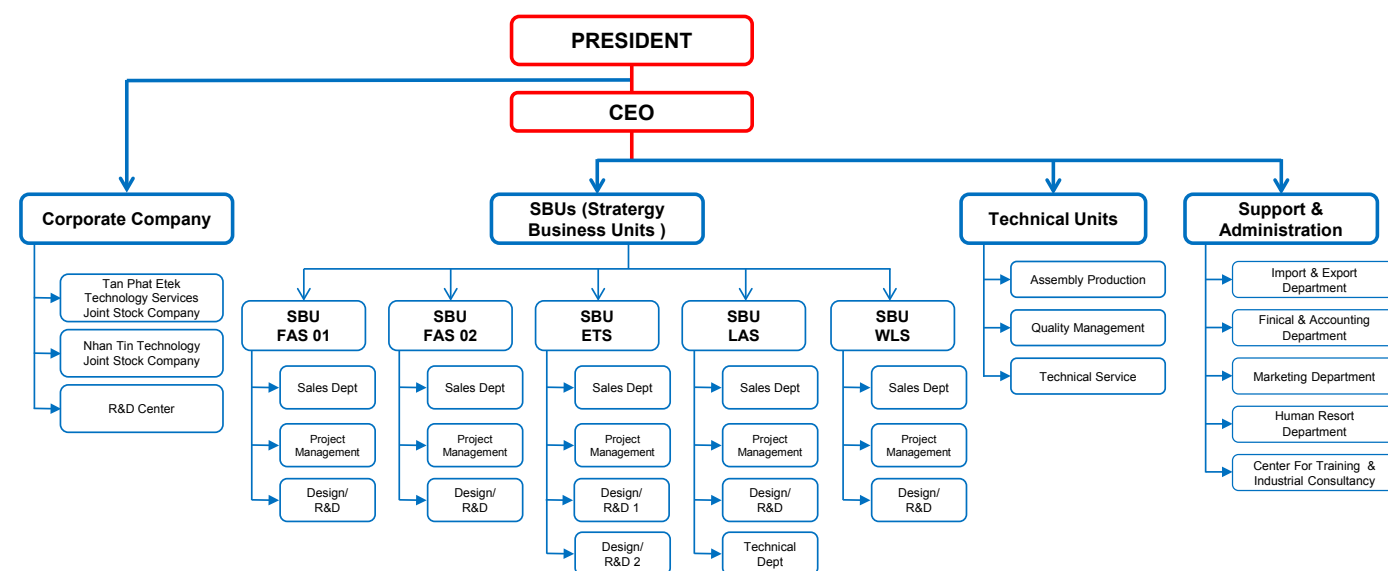 PRESIDENT
CEO
Corporate Company
SBUs (Stratergy
Business Units )
Technical Units
Support &
Administration
Tan Phat Etek
Technology Services
Joint Stock Company
Nhan Tin Technology
Joint Stock Company
R&D Center
SBU
FAS 01
Sales Dept
Project
Management
Design/
R&D
SBU
FAS 02
Sales Dept
Project
Management
Design/
R&D
SBU
ETS
Sales Dept
Project
Management
Design/
R&D 1
Design/
R&D 2
SBU
LAS
Sales Dept
Project
Management
Design/
R&D
Technical
Dept
SBU
WLS
Sales Dept
Project
Management
Design/
R&D
Assembly Production
Quality Management
Technical Service
Import & Export
Department
Finical & Accounting
Department
Marketing Department
Human Resort
Department
Center For Training &
Industrial Consultancy